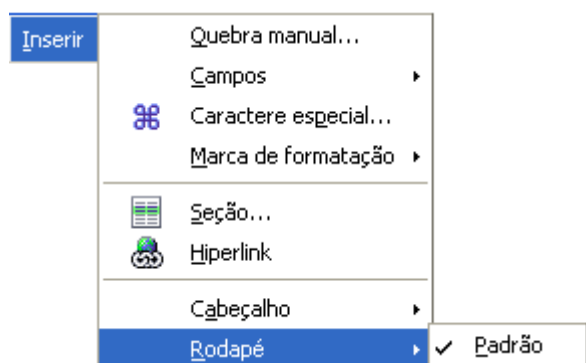 Inserir
Quebra manual...
Campos
Caractere especial...
Marca de formatação
Seção...
Hiperlink
Cabeçalho
Rodapé
Padrão